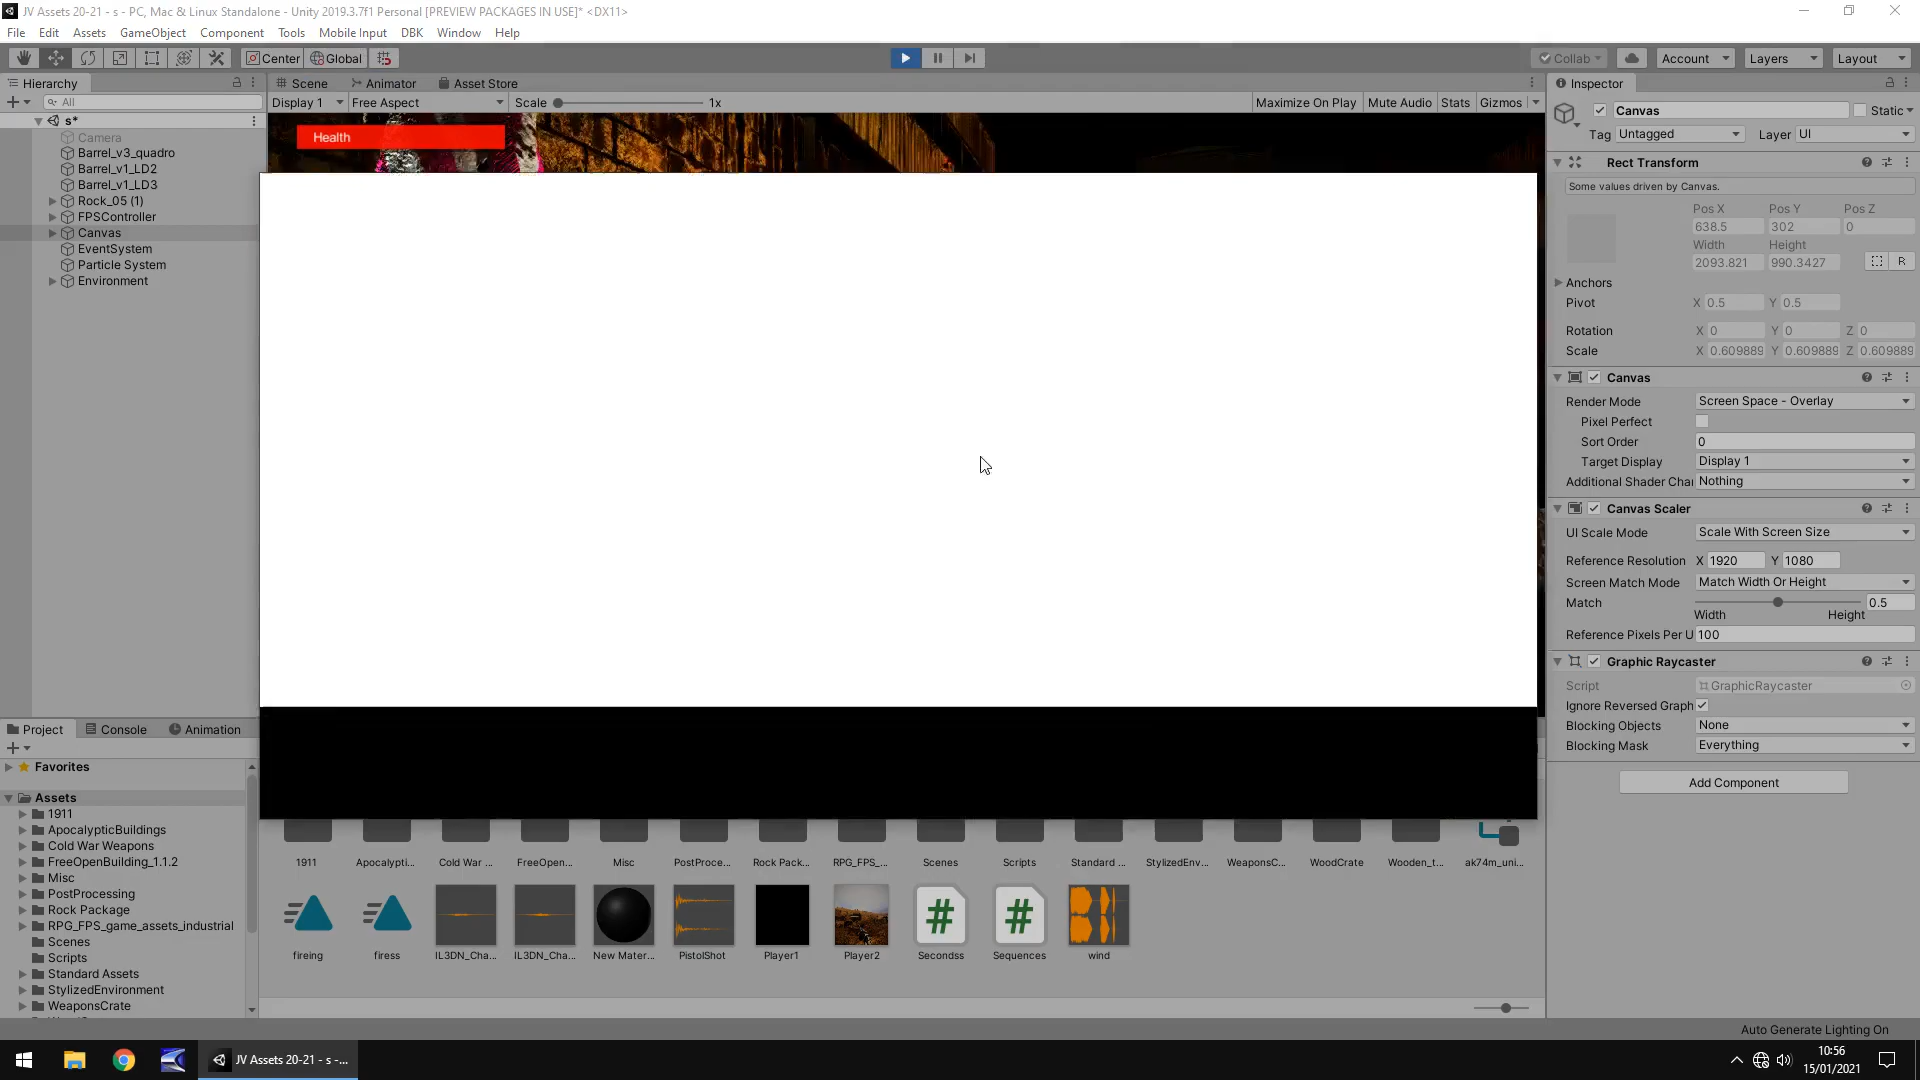 JV Assets 20-21 - s - PC, Mac & Linux Standalone - Unity 2019.3.7f1 Personal [PREVIEW PACKAGES IN USE]* <DX11>
File Edit Assets GameObject Component Tools Mobile Input DBK Window Help
Center Global Collab Account Layers Layout
Hierarchy Scene Animator Asset Store Inspector
All Display 1 Free Aspect Scale 1x Maximize On Play Mute Audio Stats Gizmos
s*
Camera
Barrel_v3_quadro
Barrel_v1_LD2
Barrel_v1_LD3
Rock_05 (1)
FPSController
Canvas
EventSystem
Particle System
Environment
Health
Canvas Static
Tag Untagged Layer UI
Rect Transform
Some values driven by Canvas.
Pos X Pos Y Pos Z
638.5 302 0
Width Height
2093.821 990.3427 R
Anchors
Pivot X 0.5 Y 0.5
Rotation X 0 Y 0 Z 0
Scale X 0.609889 Y 0.609889 Z 0.609889
Canvas
Render Mode Screen Space - Overlay
Pixel Perfect
Sort Order 0
Target Display Display 1
Additional Shader Cha Nothing
Canvas Scaler
UI Scale Mode Scale With Screen Size
Reference Resolution X 1920 Y 1080
Screen Match Mode Match Width Or Height
Match 0.5
Width Height
Reference Pixels Per U 100
Graphic Raycaster
Script GraphicRaycaster
Ignore Reversed Graph
Blocking Objects None
Blocking Mask Everything
Add Component
Project Console Animation
Favorites
Assets
1911
ApocalypticBuildings
Cold War Weapons
FreeOpenBuilding_1.1.2
Misc
PostProcessing
Rock Package
RPG_FPS_game_assets_industrial
Scenes
Scripts
Standard Assets
StylizedEnvironment
WeaponsCrate
1911 Apocalypti... Cold War ... FreeOpen... Misc PostProce... Rock Pack... RPG_FPS_... Scenes Scripts Standard ... StylizedEnv... WeaponsC... WoodCrate Wooden_t... ak74m_uni...
fireing firess IL3DN_Cha... IL3DN_Cha... New Mater... PistolShot Player1 Player2 Secondss Sequences wind
Auto Generate Lighting On
JV Assets 20-21 - s -...
10:56
15/01/2021